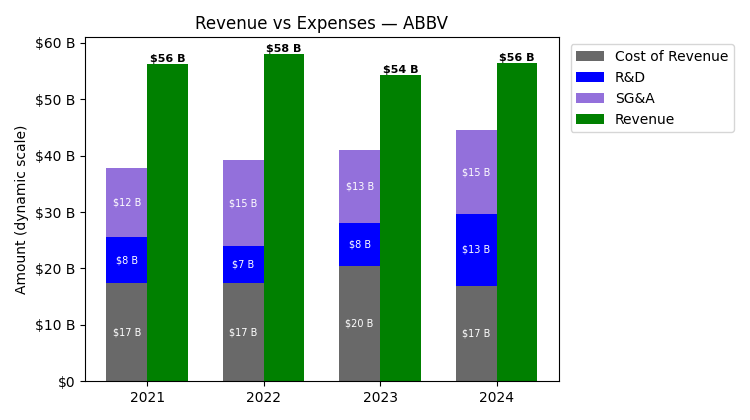 Revenue vs Expenses — ABBV
Amount (dynamic scale)
$60 B
$50 B
$40 B
$30 B
$20 B
$10 B
$0
$56 B
$58 B
$54 B
$56 B
$12 B
$15 B
$13 B
$15 B
$8 B
$7 B
$8 B
$13 B
$17 B
$17 B
$20 B
$17 B
2021
2022
2023
2024
Cost of Revenue
R&D
SG&A
Revenue